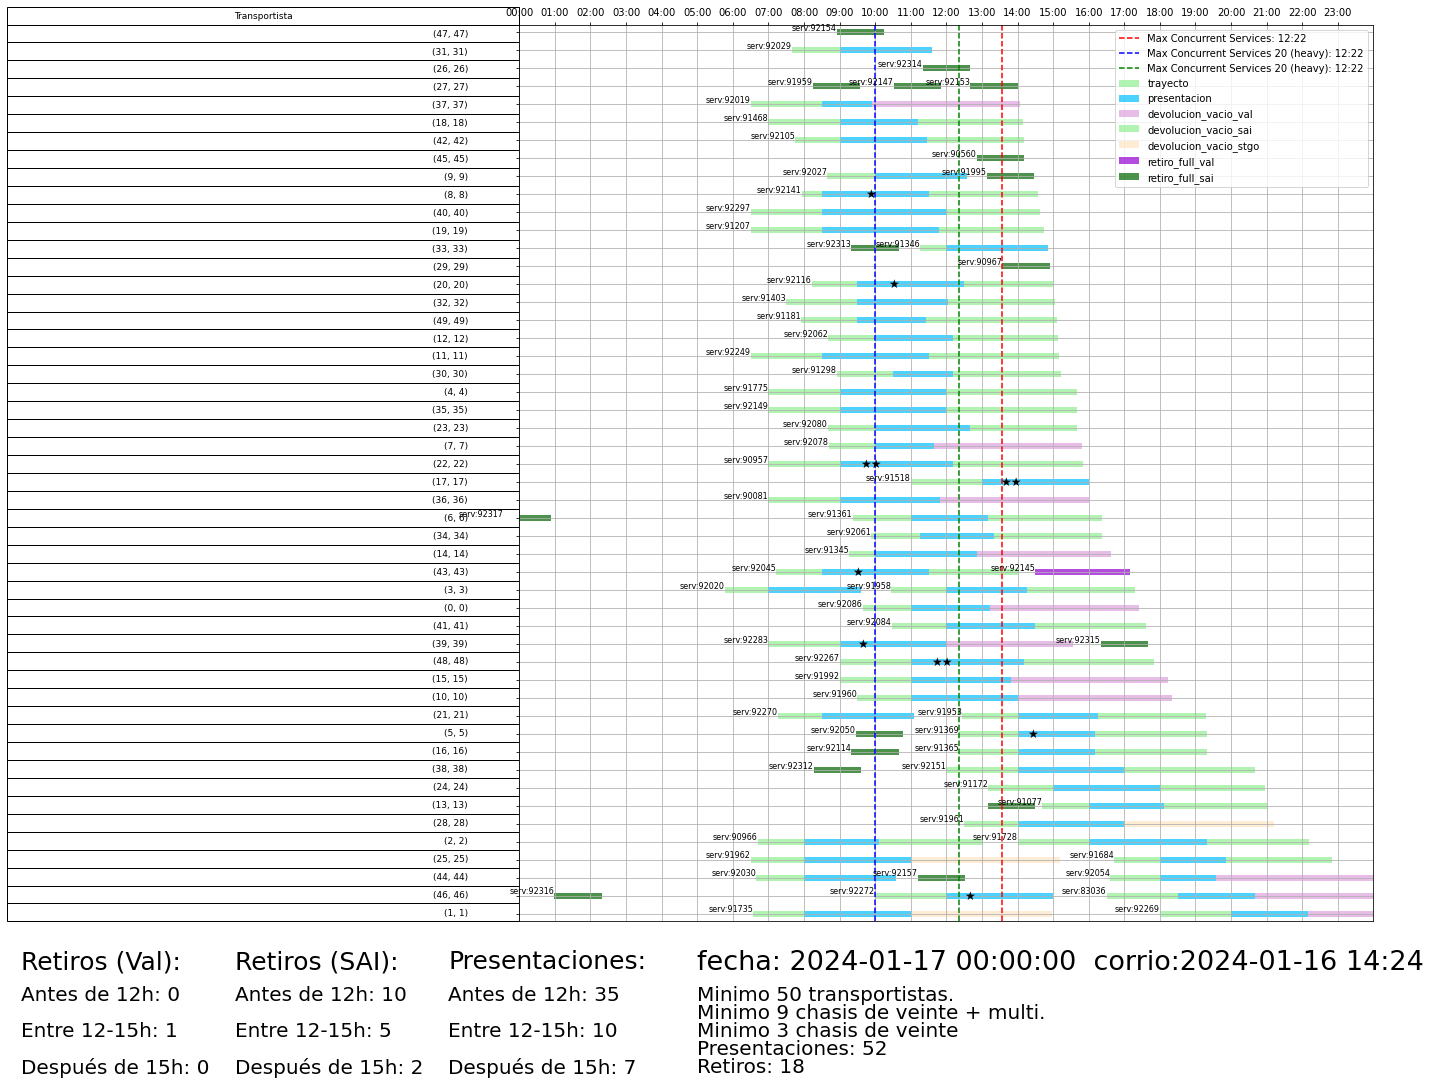 Transportista
00:00 01:00 02:00 03:00 04:00 05:00 06:00 07:00 08:00 09:00 10:00 11:00 12:00 13:00 14:00 15:00 16:00 17:00 18:00 19:00 20:00 21:00 22:00 23:00
(47, 47) serv:92154
(31, 31) serv:92029
(26, 26) serv:92314
(27, 27) serv:91959 serv:92147 serv:92153
(37, 37) serv:92019
(18, 18) serv:91468
(42, 42) serv:92105
(45, 45) serv:90560
(9, 9) serv:92027 serv:91995
(8, 8) serv:92141
(40, 40) serv:92297
(19, 19) serv:91207
(33, 33) serv:92313 serv:91346
(29, 29) serv:90967
(20, 20) serv:92116
(32, 32) serv:91403
(49, 49) serv:91181
(12, 12) serv:92062
(11, 11) serv:92249
(30, 30) serv:91298
(4, 4) serv:91775
(35, 35) serv:92149
(23, 23) serv:92080
(7, 7) serv:92078
(22, 22) serv:90957
(17, 17) serv:91518
(36, 36) serv:90081
(6, 6) serv:92317 serv:91361
(34, 34) serv:92061
(14, 14) serv:91345
(43, 43) serv:92045 serv:92145
(3, 3) serv:92020 serv:91958
(0, 0) serv:92086
(41, 41) serv:92084
(39, 39) serv:92283 serv:92315
(48, 48) serv:92267
(15, 15) serv:91992
(10, 10) serv:91960
(21, 21) serv:92270 serv:91953
(5, 5) serv:92050 serv:91369
(16, 16) serv:92114 serv:91365
(38, 38) serv:92312 serv:92151
(24, 24) serv:91172
(13, 13) serv:91077
(28, 28) serv:91961
(2, 2) serv:90966 serv:91728
(25, 25) serv:91962 serv:91684
(44, 44) serv:92030 serv:92157 serv:92054
(46, 46) serv:92316 serv:92272 serv:83036
(1, 1) serv:91735 serv:92269
Max Concurrent Services: 12:22
Max Concurrent Services 20 (heavy): 12:22
Max Concurrent Services 20 (heavy): 12:22
trayecto
presentacion
devolucion_vacio_val
devolucion_vacio_sai
devolucion_vacio_stgo
retiro_full_val
retiro_full_sai
Retiros (Val):
Antes de 12h: 0
Entre 12-15h: 1
Después de 15h: 0
Retiros (SAI):
Antes de 12h: 10
Entre 12-15h: 5
Después de 15h: 2
Presentaciones:
Antes de 12h: 35
Entre 12-15h: 10
Después de 15h: 7
fecha: 2024-01-17 00:00:00 corrio:2024-01-16 14:24
Minimo 50 transportistas.
Minimo 9 chasis de veinte + multi.
Minimo 3 chasis de veinte
Presentaciones: 52
Retiros: 18